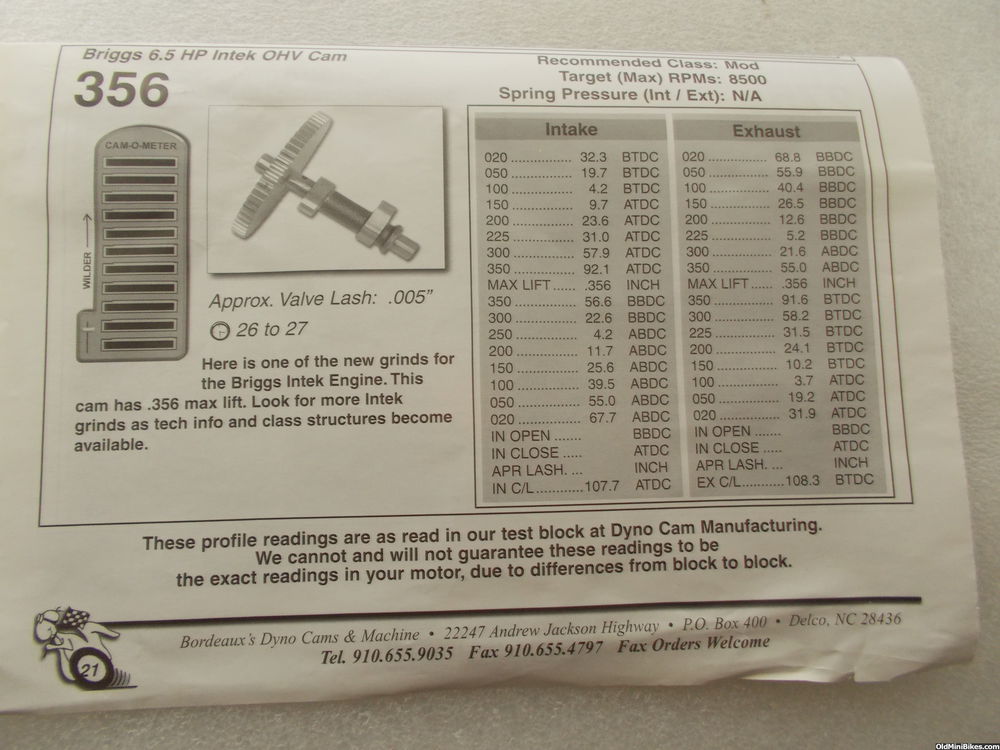 Briggs 6.5 HP Intek OHV Cam
356
Recommended Class: Mod
Target (Max) RPMs: 8500
Spring Pressure (Int / Ext): N/A
CAM-O-METER
WILDER
Approx. Valve Lash: .005"
26 to 27
Here is one of the new grinds for
the Briggs Intek Engine. This
cam has .356 max lift. Look for more Intek
grinds as tech info and class structures become
available.
Intake
020 ................ 32.3 BTDC
050 ................ 19.7 BTDC
100 ................ 4.2 BTDC
150 ................ 9.7 ATDC
200 ................ 23.6 ATDC
225 ................ 31.0 ATDC
300 ................ 57.9 ATDC
350 ................ 92.1 ATDC
MAX LIFT ...... .356 INCH
350 ................ 56.6 BBDC
300 ................ 22.6 BBDC
250 ................ 4.2 ABDC
200 ................ 11.7 ABDC
150 ................ 25.6 ABDC
100 ................ 39.5 ABDC
050 ................ 55.0 ABDC
020 ................ 67.7 ABDC
IN OPEN ....... BBDC
IN CLOSE ..... ATDC
APR LASH. ... INCH
IN C/L............107.7 ATDC
Exhaust
020 ................ 68.8 BBDC
050 ................ 55.9 BBDC
100 ................ 40.4 BBDC
150 ................ 26.5 BBDC
200 ................ 12.6 BBDC
225 ................ 5.2 BBDC
300 ................ 21.6 ABDC
350 ................ 55.0 ABDC
MAX LIFT ...... .356 INCH
350 ................ 91.6 BTDC
300 ................ 58.2 BTDC
225 ................ 31.5 BTDC
200 ................ 24.1 BTDC
150 ................ 10.2 BTDC
100 ................ 3.7 ATDC
050 ................ 19.2 ATDC
020 ................ 31.9 ATDC
IN OPEN ....... BBDC
IN CLOSE ..... ATDC
APR LASH. ... INCH
EX C/L...........108.3 BTDC
These profile readings are as read in our test block at Dyno Cam Manufacturing.
We cannot and will not guarantee these readings to be
the exact readings in your motor, due to differences from block to block.
21
Bordeaux's Dyno Cams & Machine • 22247 Andrew Jackson Highway • P.O. Box 400 • Delco, NC 28436
Tel. 910.655.9035 Fax 910.655.4797 Fax Orders Welcome
OldMiniBikes.com